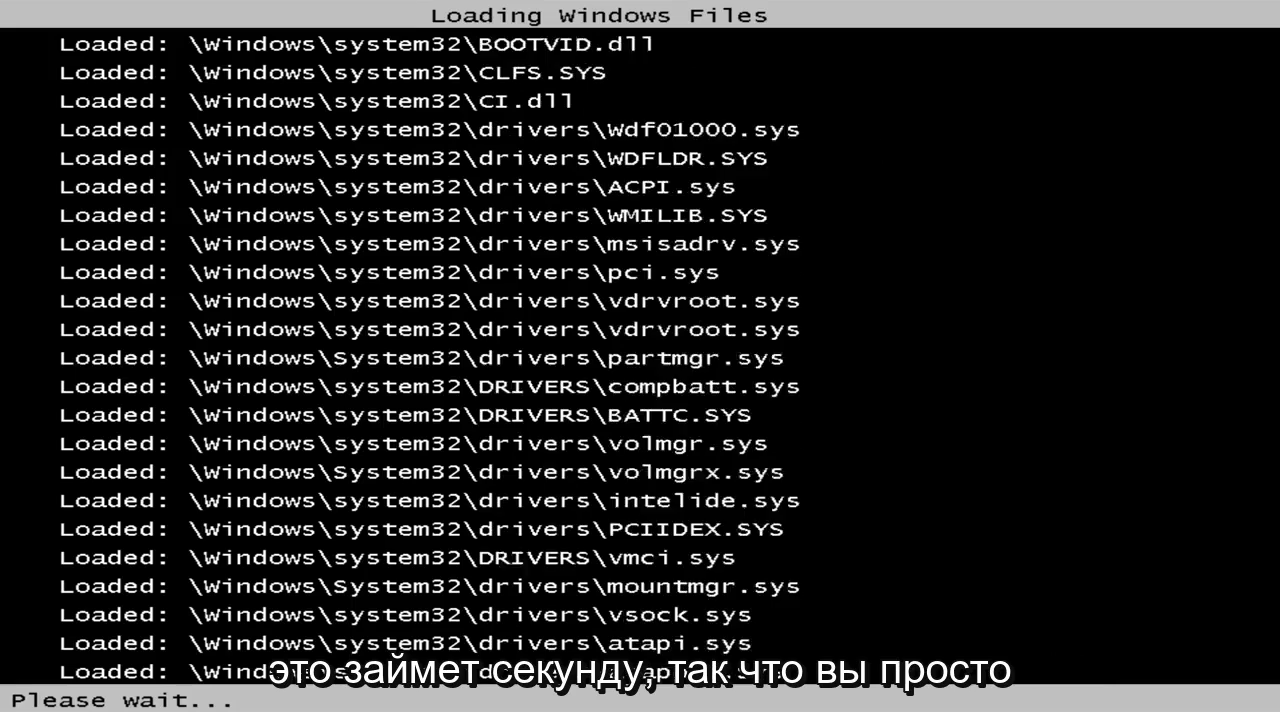 Loading Windows Files
Loaded: \Windows\system32\BOOTVID.dll
Loaded: \Windows\system32\CLFS.SYS
Loaded: \Windows\system32\CI.dll
Loaded: \Windows\system32\drivers\Wdf01000.sys
Loaded: \Windows\system32\drivers\WDFLDR.SYS
Loaded: \Windows\system32\drivers\ACPI.sys
Loaded: \Windows\system32\drivers\WMILIB.SYS
Loaded: \Windows\system32\drivers\msisadrv.sys
Loaded: \Windows\system32\drivers\pci.sys
Loaded: \Windows\system32\drivers\vdrvroot.sys
Loaded: \Windows\system32\drivers\vdrvroot.sys
Loaded: \Windows\System32\drivers\partmgr.sys
Loaded: \Windows\system32\DRIVERS\compbatt.sys
Loaded: \Windows\system32\DRIVERS\BATTC.SYS
Loaded: \Windows\system32\drivers\volmgr.sys
Loaded: \Windows\System32\drivers\volmgrx.sys
Loaded: \Windows\system32\drivers\intelide.sys
Loaded: \Windows\system32\drivers\PCIIDEX.SYS
Loaded: \Windows\system32\DRIVERS\vmci.sys
Loaded: \Windows\System32\drivers\mountmgr.sys
Loaded: \Windows\system32\drivers\vsock.sys
Loaded: \Windows\system32\drivers\atapi.sys
Loaded: \Windows\
это займет секунду, так что вы просто
Please wait...